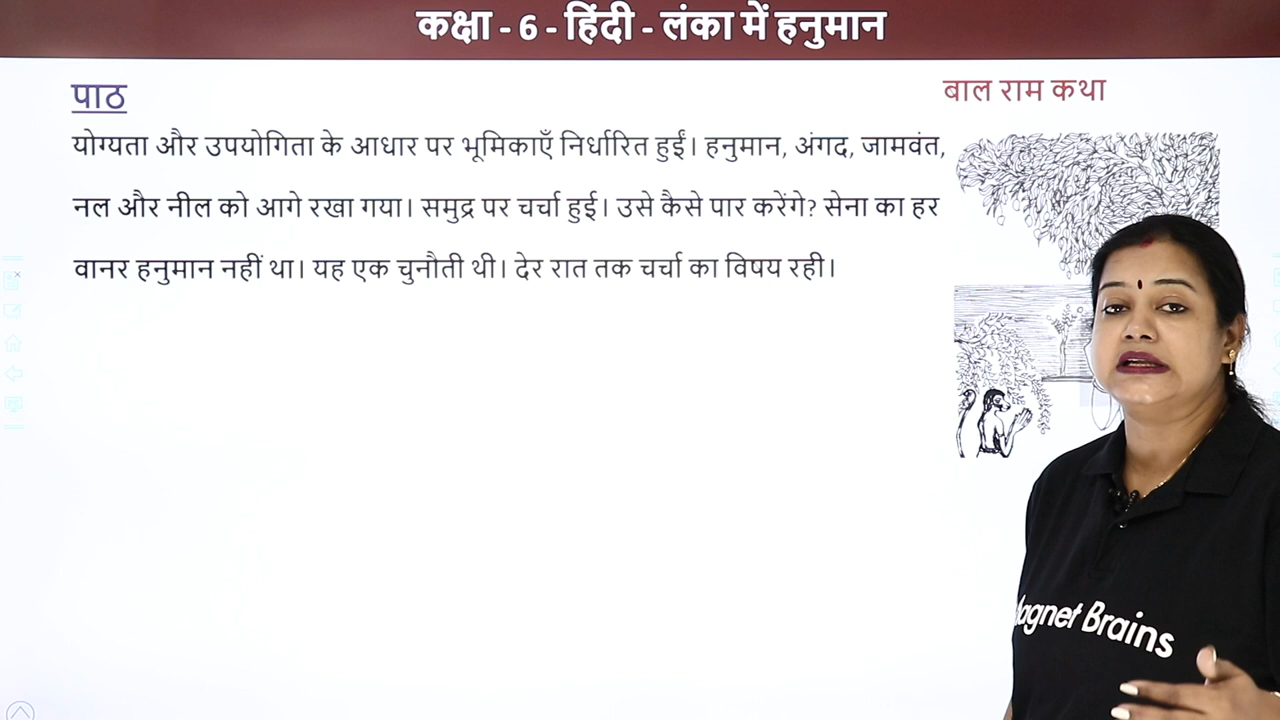 कक्षा - 6 - हिंदी - लंका में हनुमान
पाठ
बाल राम कथा
योग्यता और उपयोगिता के आधार पर भूमिकाएँ निर्धारित हुईं। हनुमान, अंगद, जामवंत,
नल और नील को आगे रखा गया। समुद्र पर चर्चा हुई। उसे कैसे पार करेंगे? सेना का हर
वानर हनुमान नहीं था। यह एक चुनौती थी। देर रात तक चर्चा का विषय रही।
agnet Brains